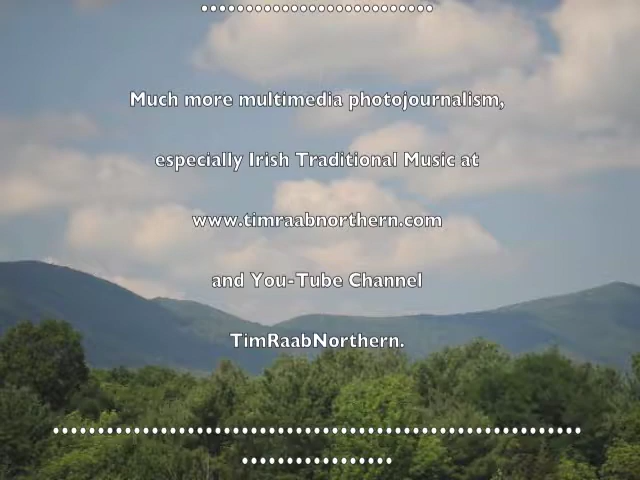 ••••••••••••••••••••••••••
Much more multimedia photojournalism,
especially Irish Traditional Music at
www.timraabnorthern.com
and You-Tube Channel
TimRaabNorthern.
•••••••••••••••••••••••••••••••••••••••••••••••••••••••••••
•••••••••••••••••